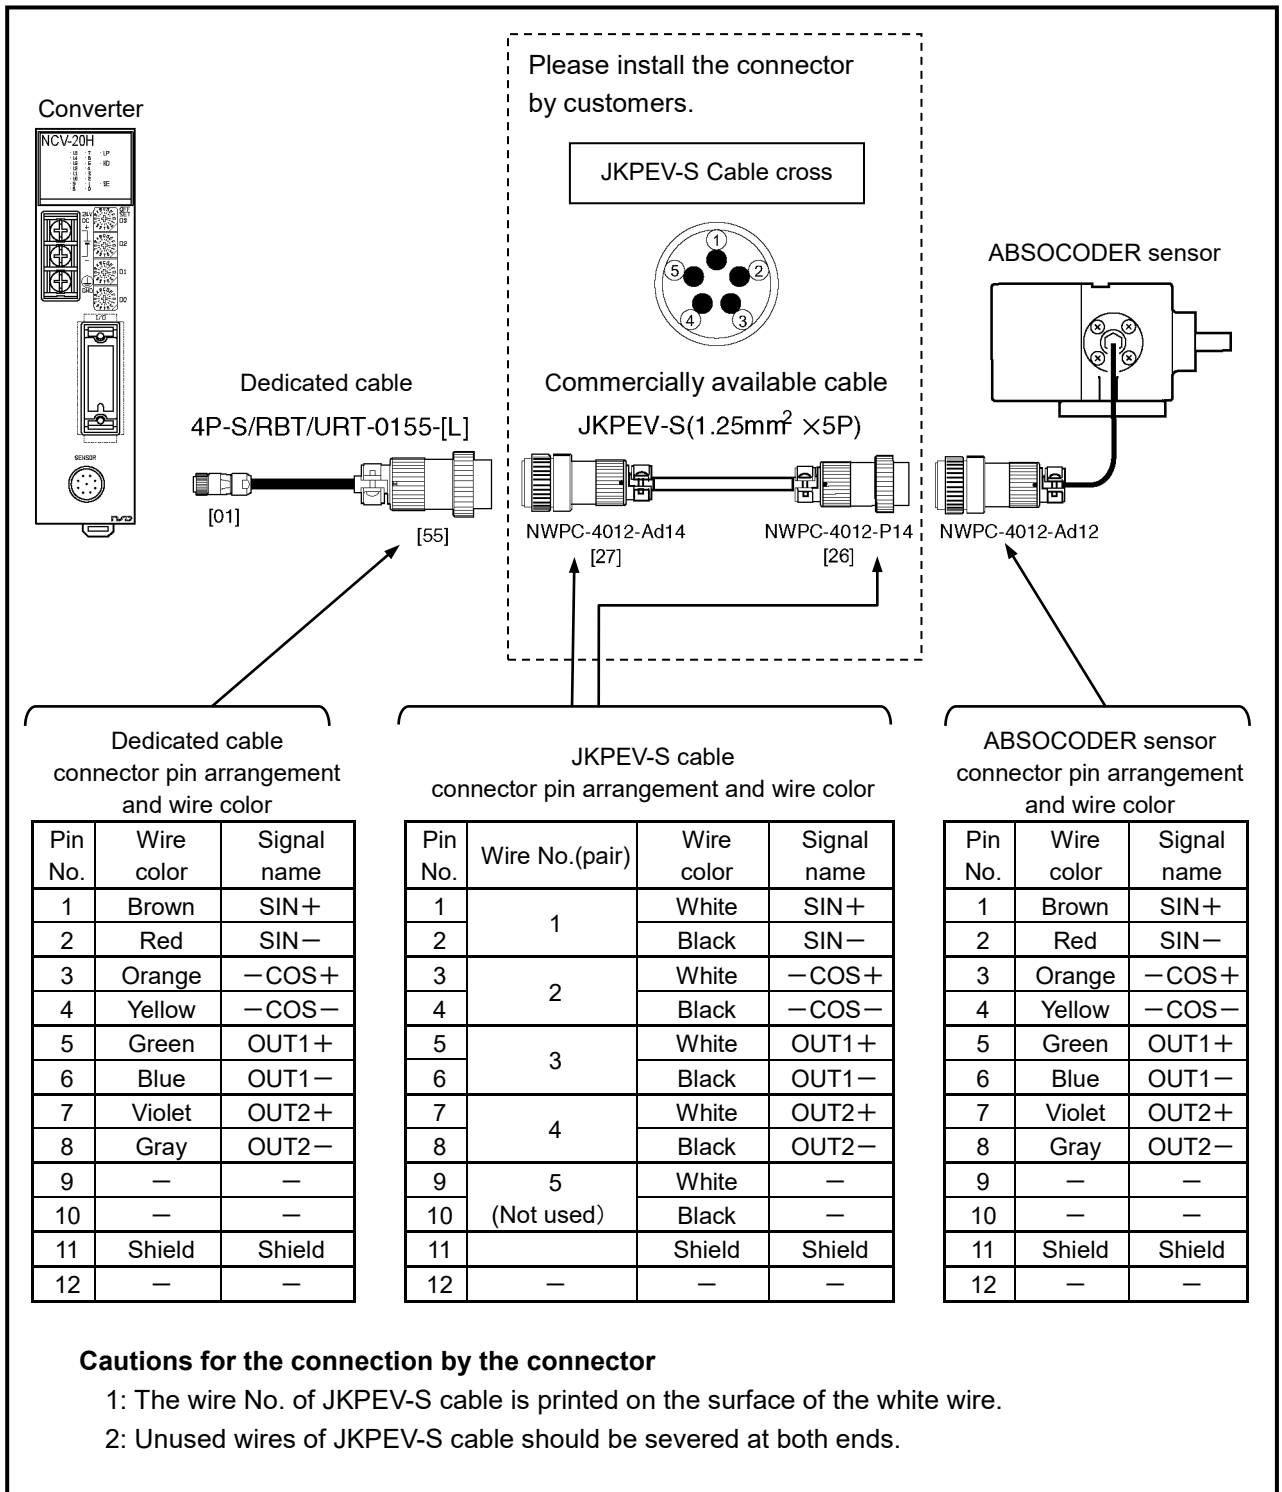 Please install the connector
by customers.
JKPEV-S Cable cross
1
5
2
4
3
Converter
NCV-20H
24V
DC
+
−
D3
D2
D1
D0
I/O
SENSOR
ABSOCODER sensor
Dedicated cable
4P-S/RBT/URT-0155-[L]
Commercially available cable
JKPEV-S(1.25mm² ×5P)
[01]
[55]
NWPC-4012-Ad14
[27]
NWPC-4012-P14
[26]
NWPC-4012-Ad12
Dedicated cable
connector pin arrangement
and wire color
Pin No. Wire color Signal name
1 Brown SIN+
2 Red SIN−
3 Orange −COS+
4 Yellow −COS−
5 Green OUT1+
6 Blue OUT1−
7 Violet OUT2+
8 Gray OUT2−
9 − −
10 − −
11 Shield Shield
12 − −
JKPEV-S cable
connector pin arrangement and wire color
Pin No. Wire No.(pair) Wire color Signal name
1 1 White SIN+
2 Black SIN−
3 2 White −COS+
4 Black −COS−
5 3 White OUT1+
6 Black OUT1−
7 4 White OUT2+
8 Black OUT2−
9 5 White −
10 (Not used) Black −
11 Shield Shield
12 − − −
ABSOCODER sensor
connector pin arrangement
and wire color
Pin No. Wire color Signal name
1 Brown SIN+
2 Red SIN−
3 Orange −COS+
4 Yellow −COS−
5 Green OUT1+
6 Blue OUT1−
7 Violet OUT2+
8 Gray OUT2−
9 − −
10 − −
11 Shield Shield
12 − −
Cautions for the connection by the connector
1: The wire No. of JKPEV-S cable is printed on the surface of the white wire.
2: Unused wires of JKPEV-S cable should be severed at both ends.